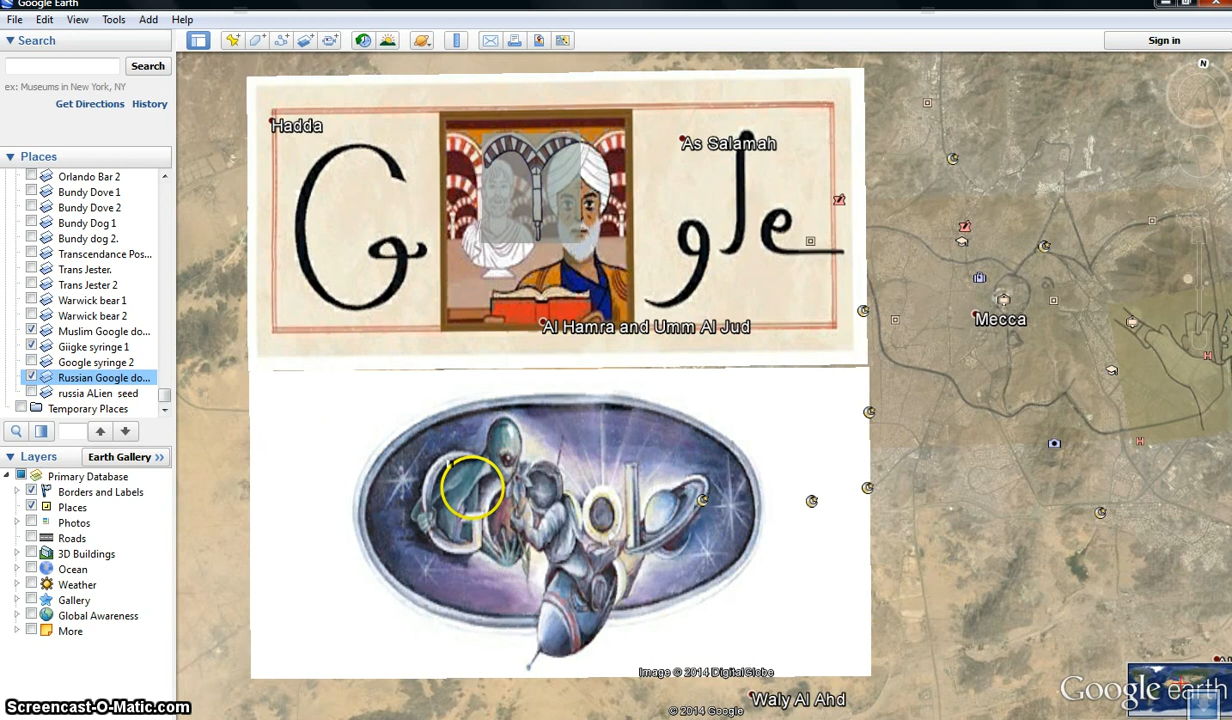 Google Earth
File Edit View Tools Add Help
Search
Sign in
Search
ex: Museums in New York, NY
Get Directions History
Places
Orlando Bar 2
Bundy Dove 1
Bundy Dove 2
Bundy Dog 1
Bundy dog 2.
Transcendance Pos...
Trans Jester.
Trans Jester 2
Warwick bear 1
Warwick bear 2
Muslim Google do...
Giigke syringe 1
Google syringe 2
Russian Google do...
russia ALien seed
Temporary Places
Layers
Earth Gallery >>
Primary Database
Borders and Labels
Places
Photos
Roads
3D Buildings
Ocean
Weather
Gallery
Global Awareness
More
Hadda
As Salamah
Google
Al Hamra and Umm Al Jud
Mecca
N
Google
Image © 2014 DigitalGlobe
© 2014 Google
Waly Al Ahd
Google earth
Screencast-O-Matic.com